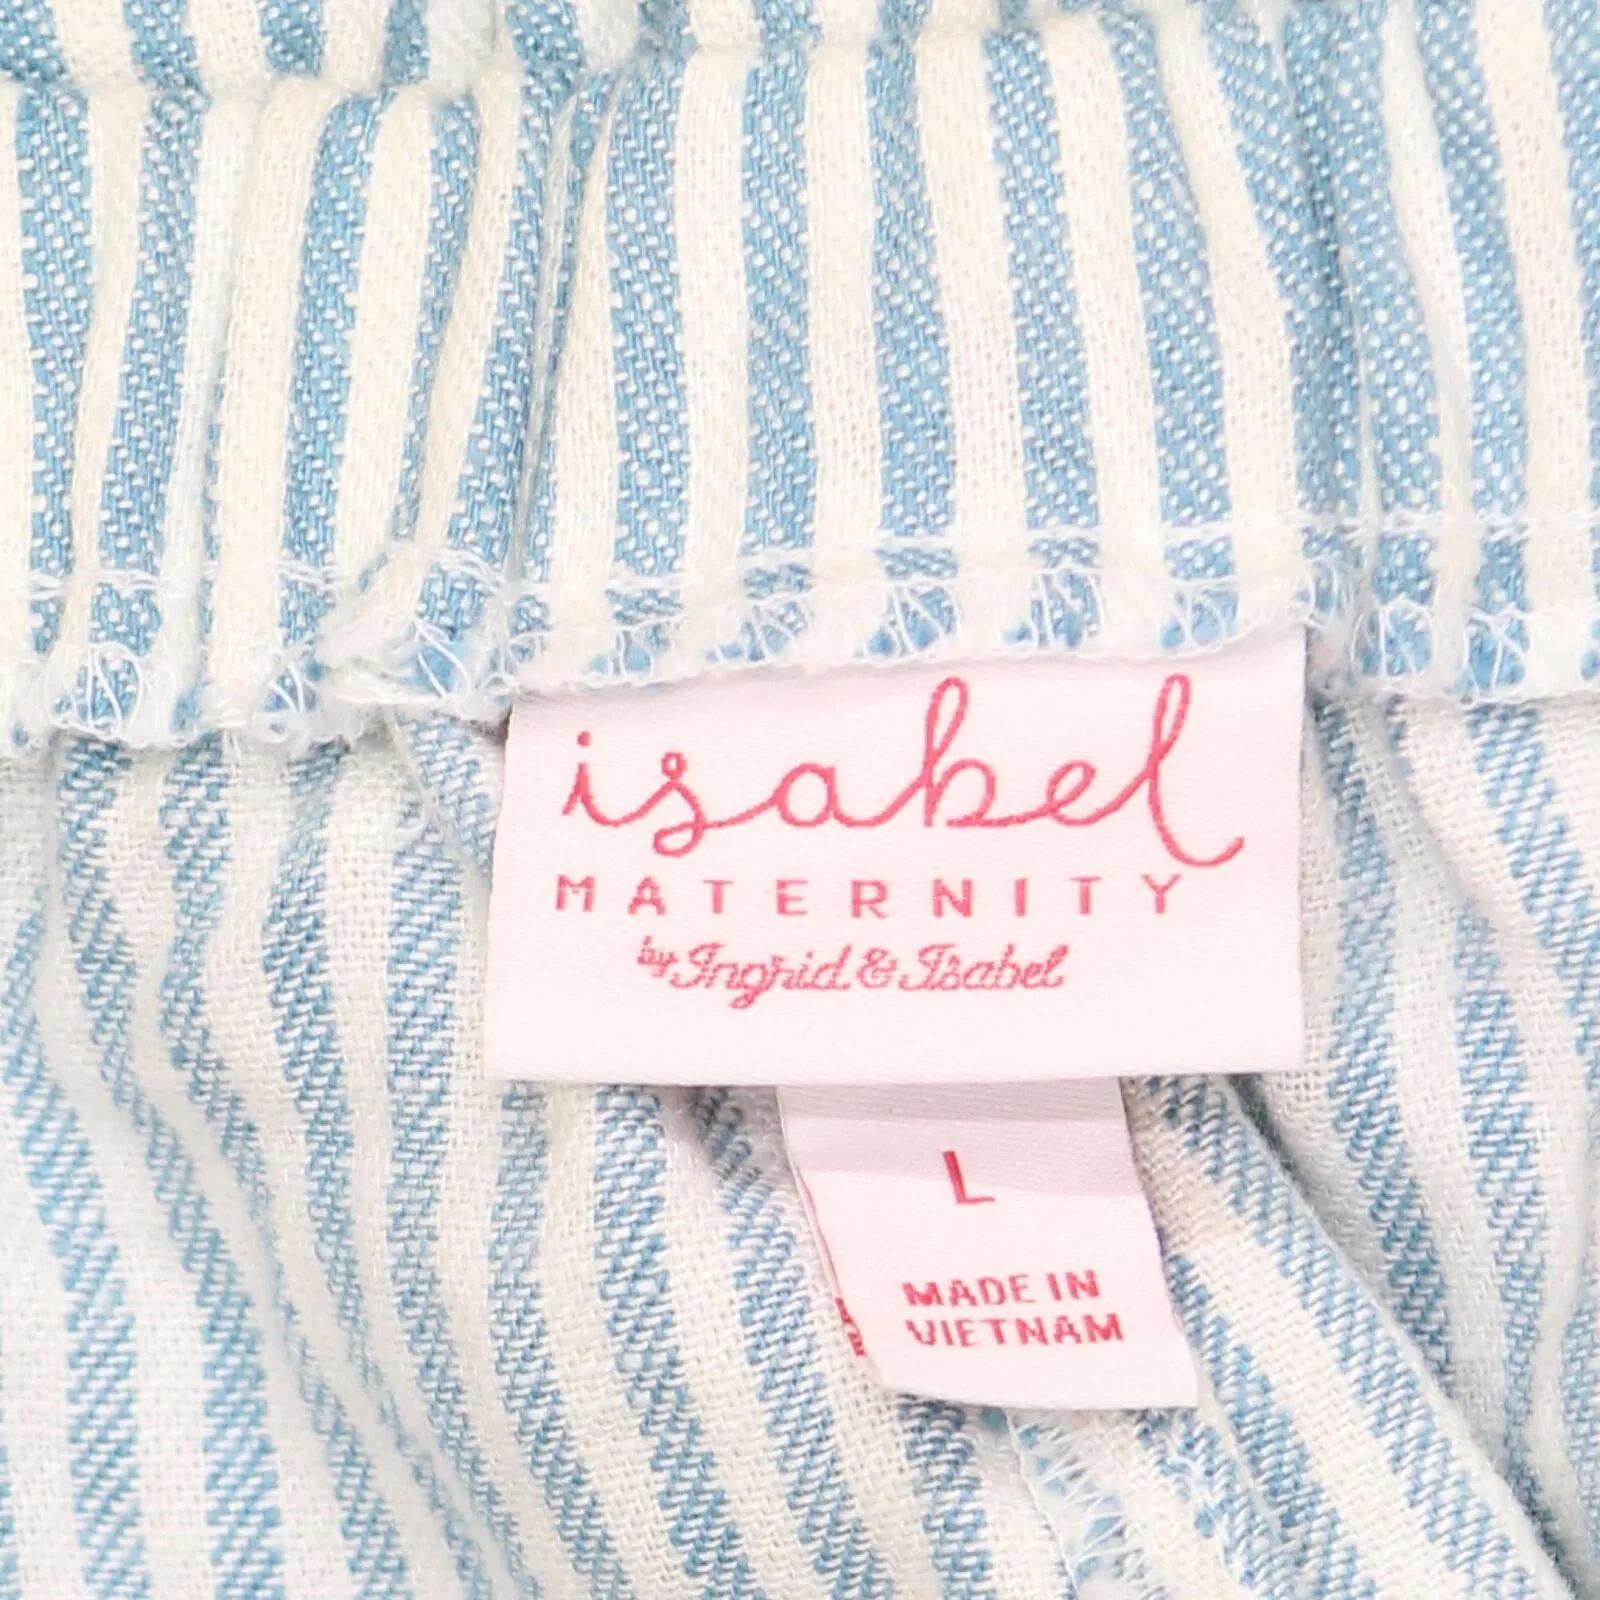 isabel
MATERNITY
by Ingrid & Isabel
L
MADE IN
VIETNAM